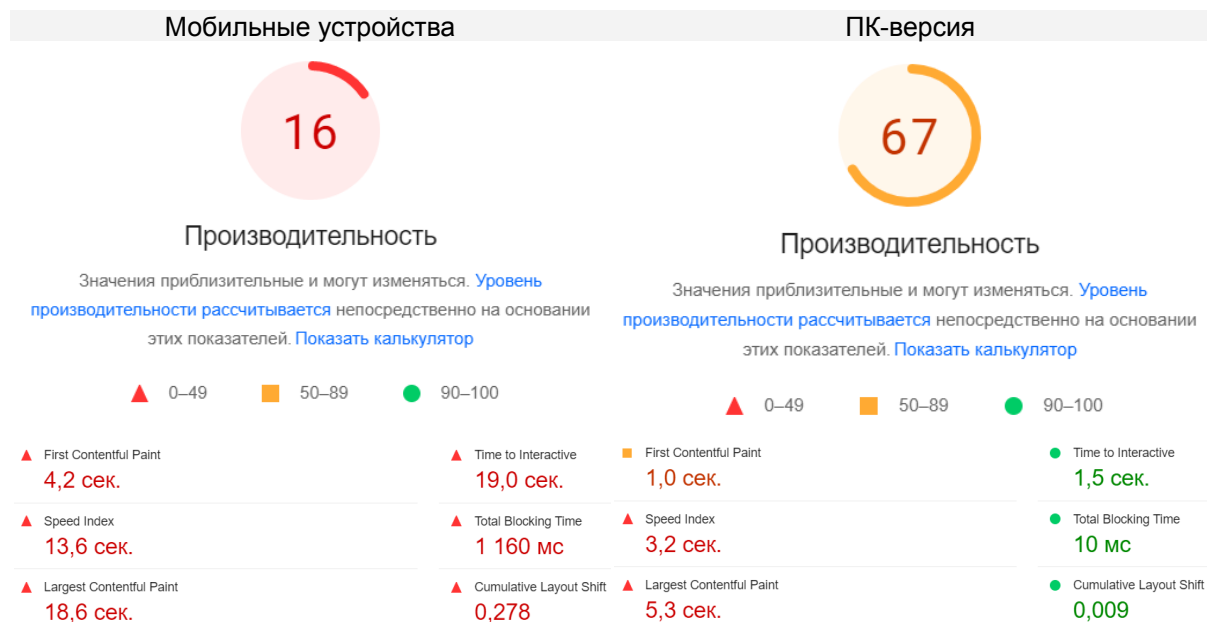 Мобильные устройства
16
Производительность
Значения приблизительные и могут изменяться. Уровень
производительности рассчитывается непосредственно на основании
этих показателей. Показать калькулятор
0–49
50–89
90–100
First Contentful Paint
4,2 сек.
Time to Interactive
19,0 сек.
Speed Index
13,6 сек.
Total Blocking Time
1 160 мс
Largest Contentful Paint
18,6 сек.
Cumulative Layout Shift
0,278
ПК-версия
67
Производительность
Значения приблизительные и могут изменяться. Уровень
производительности рассчитывается непосредственно на основании
этих показателей. Показать калькулятор
0–49
50–89
90–100
First Contentful Paint
1,0 сек.
Time to Interactive
1,5 сек.
Speed Index
3,2 сек.
Total Blocking Time
10 мс
Largest Contentful Paint
5,3 сек.
Cumulative Layout Shift
0,009